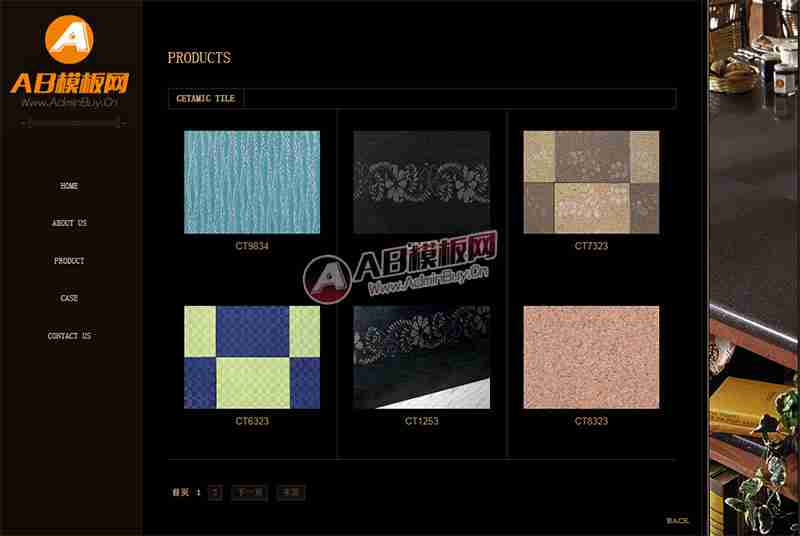 AB模板网
Www.AdminBuy.Cn
HOME
ABOUT US
PRODUCT
CASE
CONTACT US
PRODUCTS
CETAMIC TILE
CT9834
CT7323
AB模板网
Www.AdminBuy.Cn
CT6323
CT1253
CT8323
首页 1 2 下一页 末页
BACK